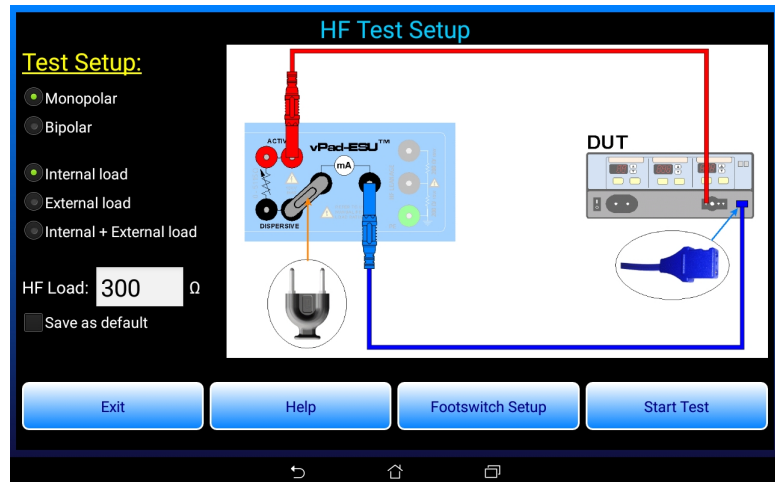 HF Test Setup
Test Setup:
Monopolar
Bipolar
Internal load
External load
Internal + External load
HF Load: 300 Ω
Save as default
vPad-ESU™
mA
DISPERSIVE
DUT
Exit
Help
Footswitch Setup
Start Test